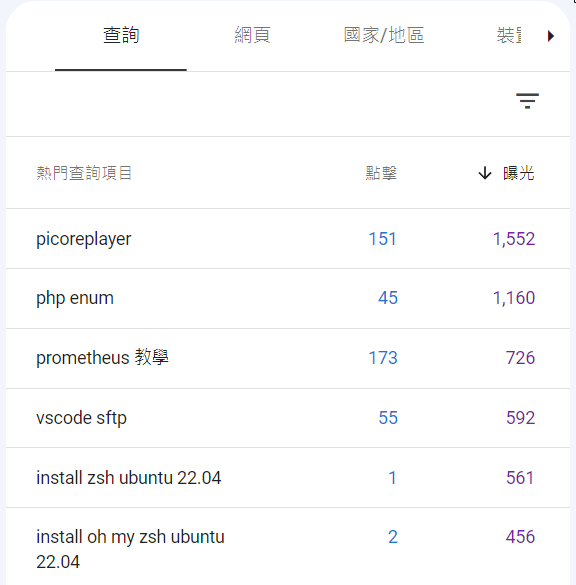 查詢 網頁 國家/地區 裝置
熱門查詢項目 點擊 曝光
picoreplayer 151 1,552
php enum 45 1,160
prometheus 教學 173 726
vscode sftp 55 592
install zsh ubuntu 22.04 1 561
install oh my zsh ubuntu 2 456
22.04